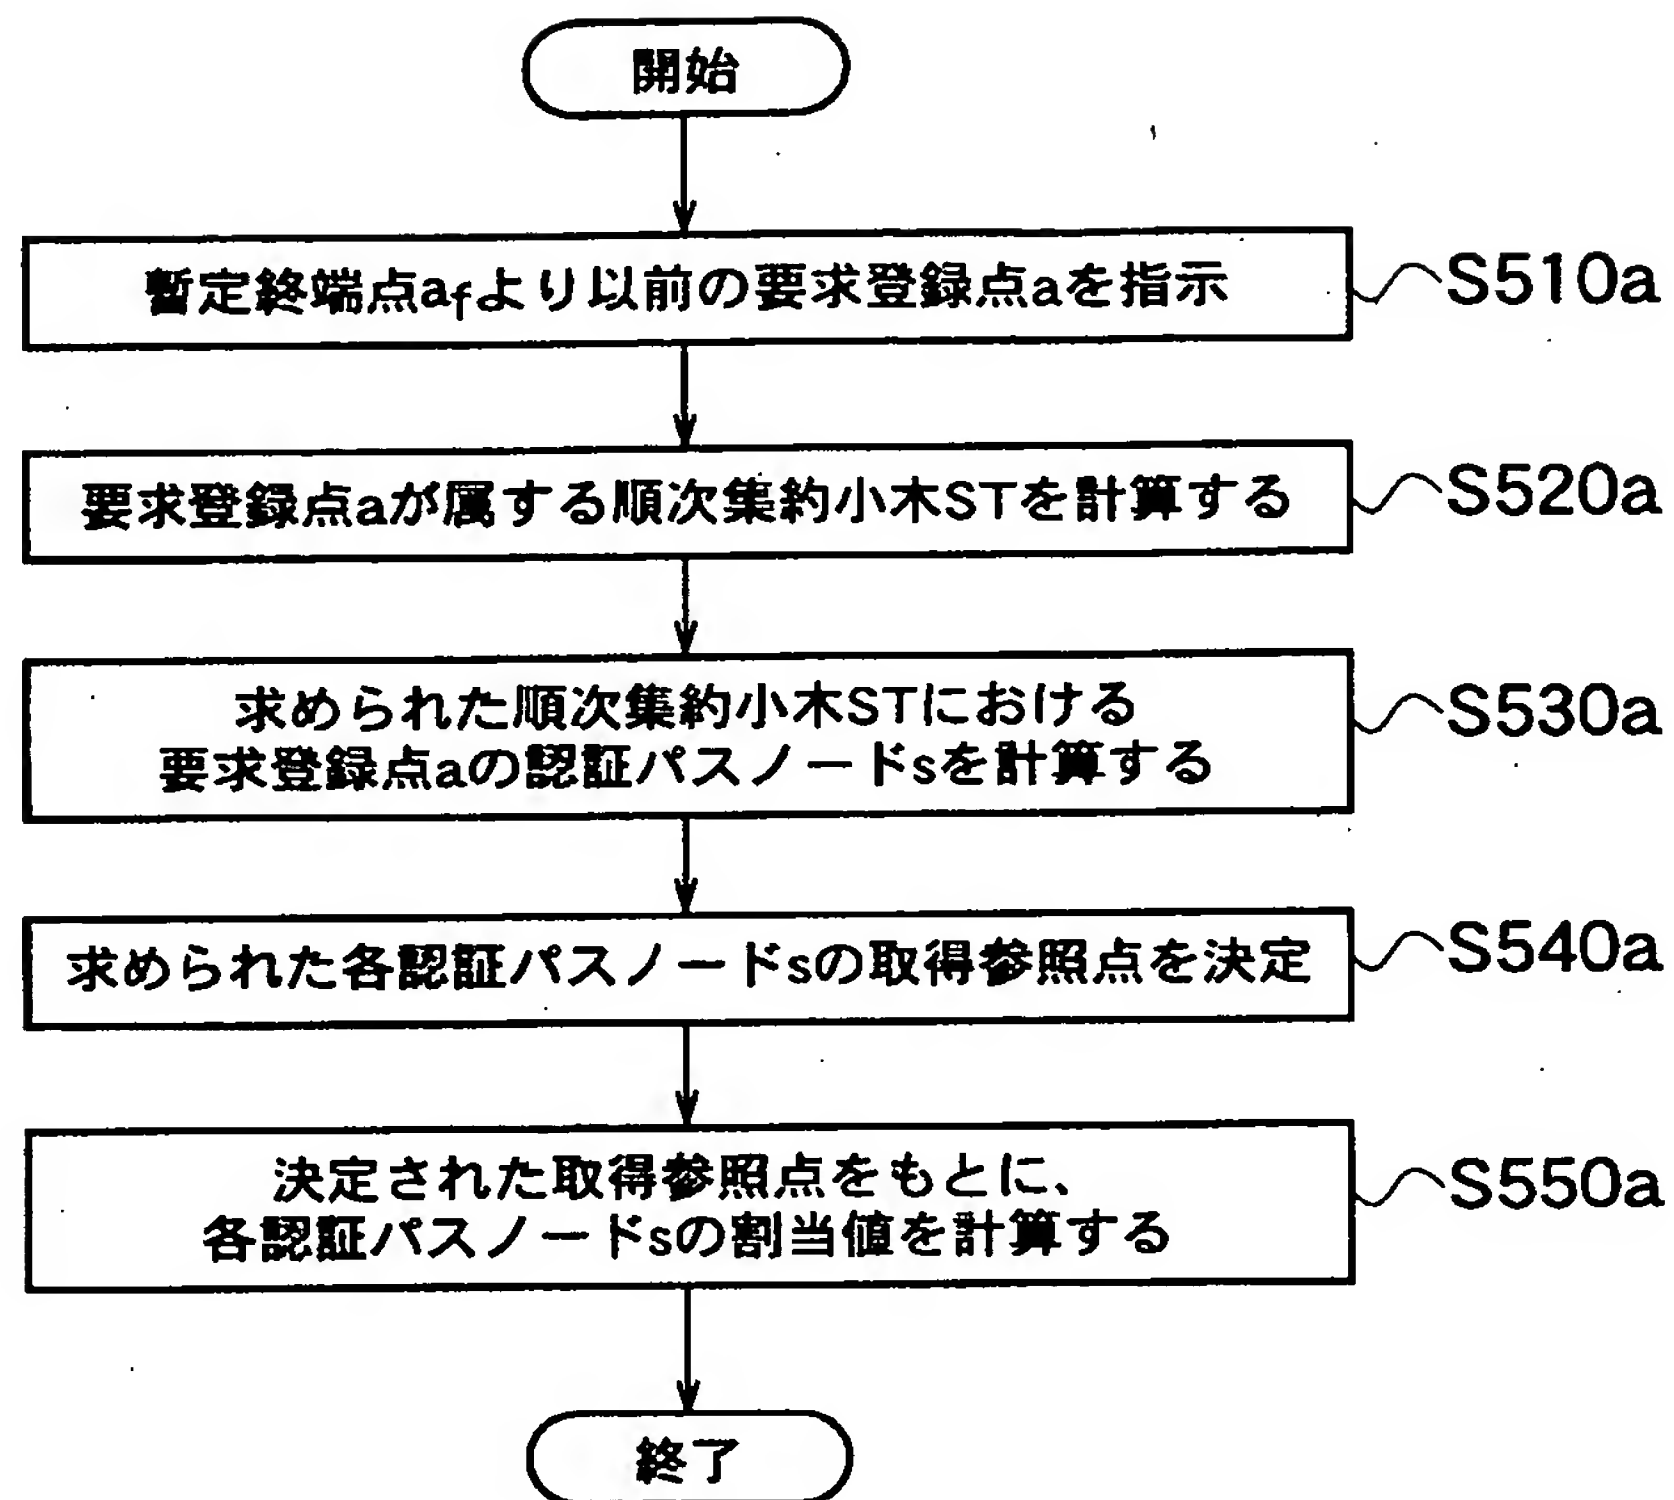 開始
暫定終端点afより以前の要求登録点aを指示
S510a
要求登録点aが属する順次集約小木STを計算する
S520a
求められた順次集約小木STにおける
要求登録点aの認証パスノードsを計算する
S530a
求められた各認証パスノードsの取得参照点を決定
S540a
決定された取得参照点をもとに、
各認証パスノードsの割当値を計算する
S550a
終了